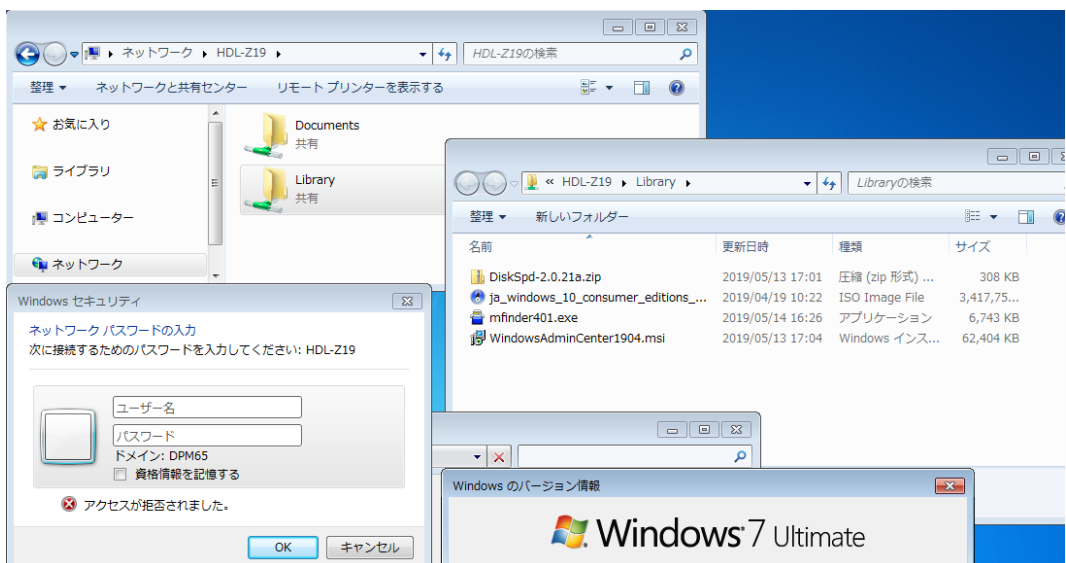 ネットワーク HDL-Z19
HDL-Z19の検索
整理 ネットワークと共有センター リモート プリンターを表示する
お気に入り
ライブラリ
コンピューター
ネットワーク
Documents
共有
Library
共有
« HDL-Z19 Library
Libraryの検索
整理 新しいフォルダー
名前 更新日時 種類 サイズ
DiskSpd-2.0.21a.zip 2019/05/13 17:01 圧縮 (zip 形式) ... 308 KB
ja_windows_10_consumer_editions_... 2019/04/19 10:22 ISO Image File 3,417,75...
mfinder401.exe 2019/05/14 16:26 アプリケーション 6,743 KB
WindowsAdminCenter1904.msi 2019/05/13 17:04 Windows インス... 62,404 KB
Windows セキュリティ
ネットワーク パスワードの入力
次に接続するためのパスワードを入力してください: HDL-Z19
ユーザー名
パスワード
ドメイン: DPM65
資格情報を記憶する
アクセスが拒否されました。
OK キャンセル
Windows のバージョン情報
Windows 7 Ultimate